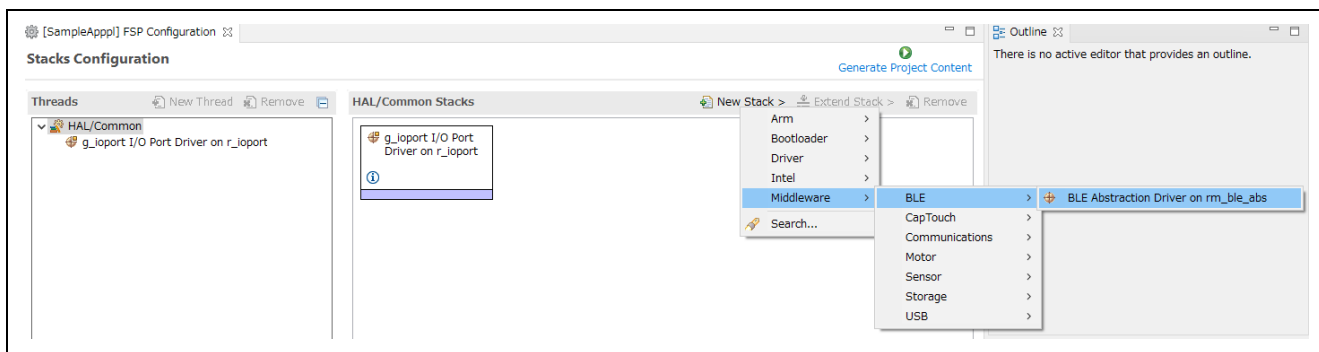 [SampleApppl] FSP Configuration
Outline
Stacks Configuration
Generate Project Content
There is no active editor that provides an outline.
Threads
New Thread
Remove
HAL/Common Stacks
New Stack >
Extend Stack >
Remove
HAL/Common
g_ioport I/O Port Driver on r_ioport
g_ioport I/O Port
Driver on r_ioport
Arm >
Bootloader >
Driver >
Intel >
Middleware >
Search...
BLE >
CapTouch >
Communications >
Motor >
Sensor >
Storage >
USB >
BLE Abstraction Driver on rm_ble_abs